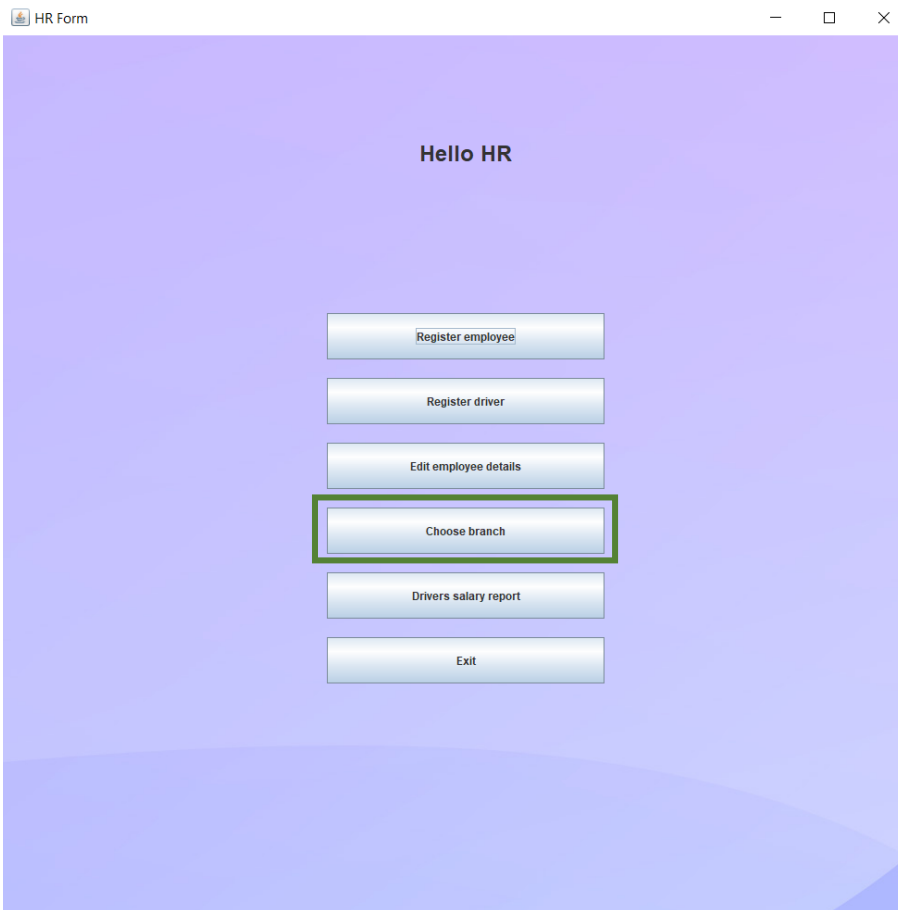 HR Form
Hello HR
Register employee
Register driver
Edit employee details
Choose branch
Drivers salary report
Exit